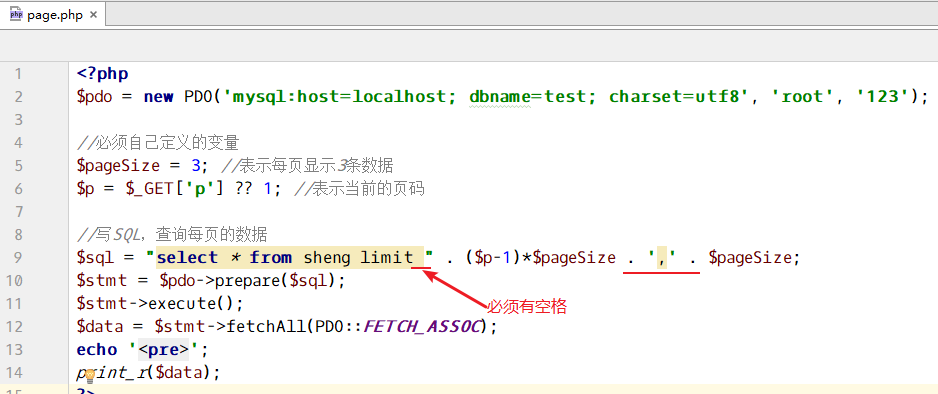 page.php
1 <?php
2 $pdo = new PDO('mysql:host=localhost; dbname=test; charset=utf8', 'root', '123');
3
4 //必须自己定义的变量
5 $pageSize = 3; //表示每页显示3条数据
6 $p = $_GET['p'] ?? 1; //表示当前的页码
7
8 //写SQL，查询每页的数据
9 $sql = "select * from sheng limit " . ($p-1)*$pageSize . ',' . $pageSize;
10 $stmt = $pdo->prepare($sql);
11 $stmt->execute();
必须有空格
12 $data = $stmt->fetchAll(PDO::FETCH_ASSOC);
13 echo '<pre>';
14 print_r($data);
15 ?>